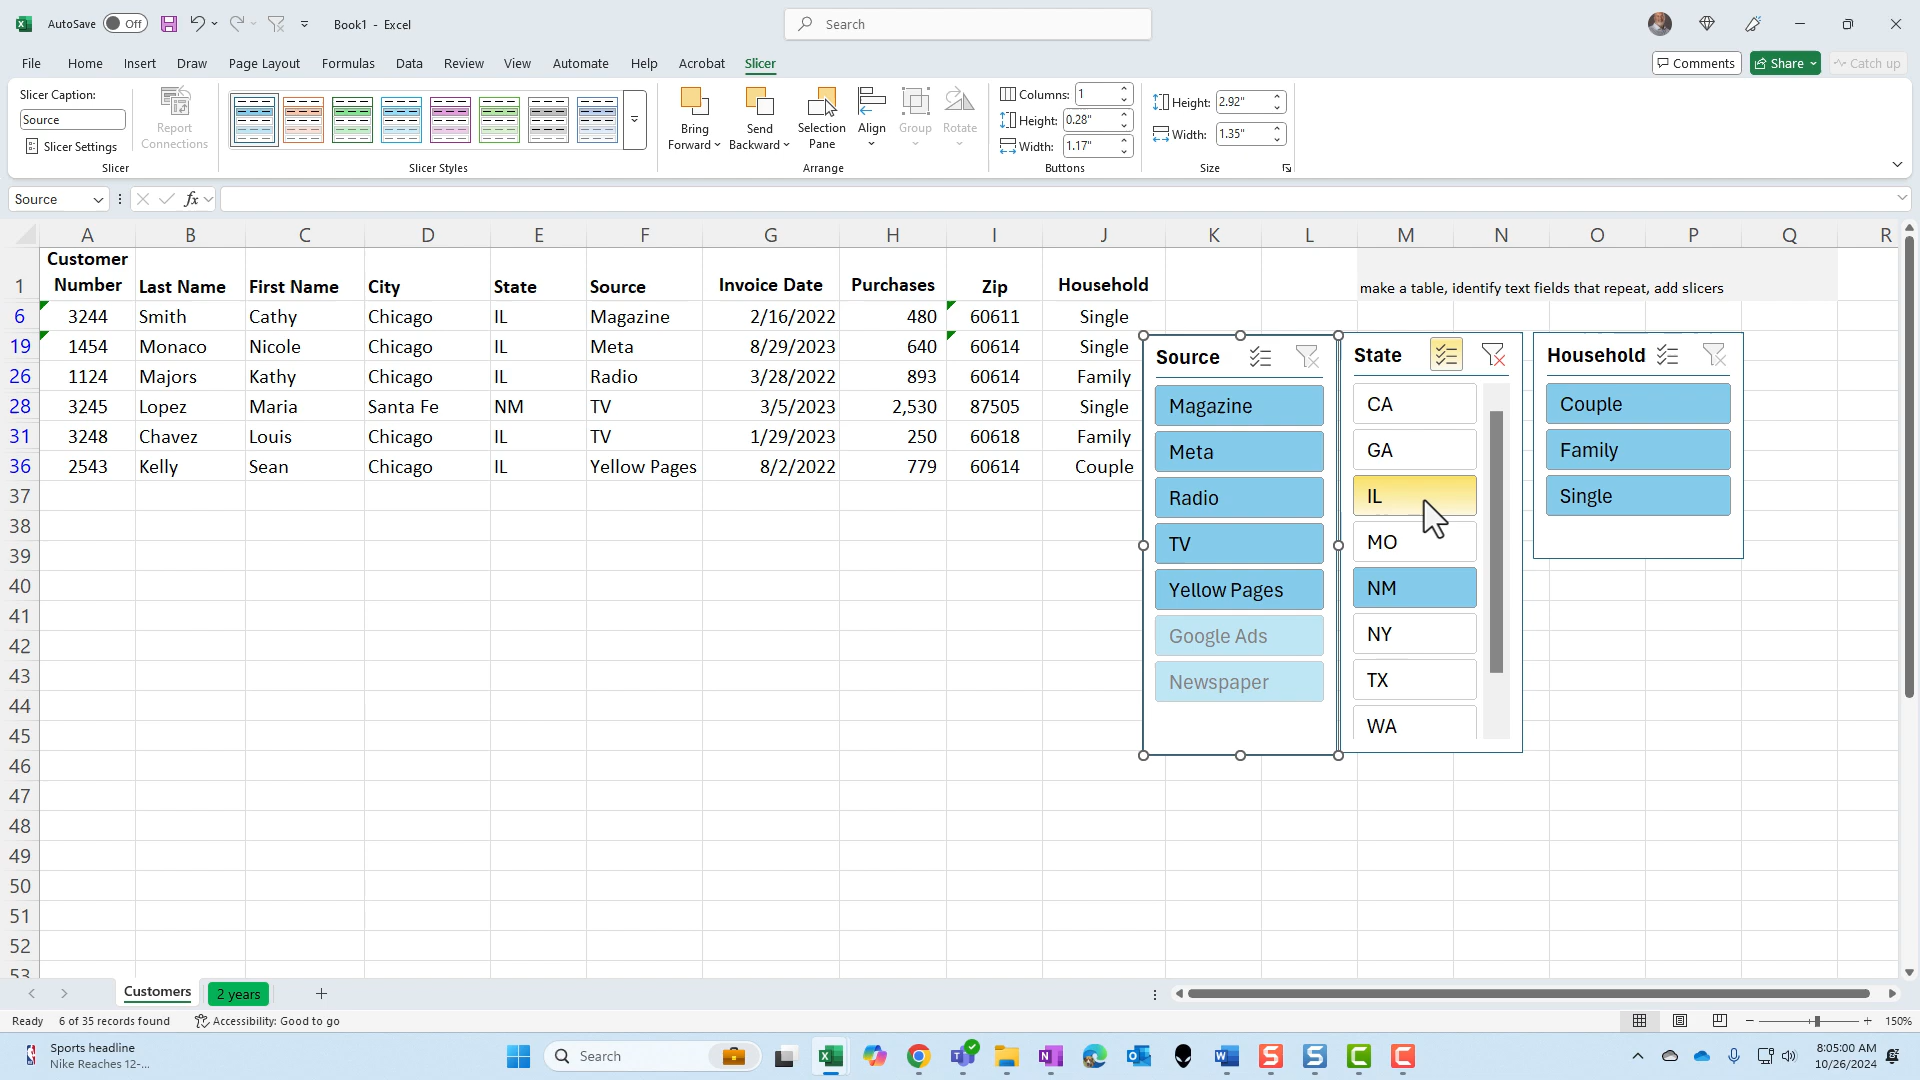 AutoSave Off Book1 - Excel Search
File Home Insert Draw Page Layout Formulas Data Review View Automate Help Acrobat Slicer Comments Share Catch up
Slicer Caption:
Source
Slicer Settings
Report
Connections
Slicer
Slicer Styles
Bring
Forward
Send
Backward
Selection
Pane
Align
Group
Rotate
Arrange
Columns: 1
Height: 0.28"
Width: 1.17"
Buttons
Height: 2.92"
Width: 1.35"
Size
Source fx
A B C D E F G H I J K L M N O P Q R
1 Customer Number Last Name First Name City State Source Invoice Date Purchases Zip Household make a table, identify text fields that repeat, add slicers
6 3244 Smith Cathy Chicago IL Magazine 2/16/2022 480 60611 Single
19 1454 Monaco Nicole Chicago IL Meta 8/29/2023 640 60614 Single
26 1124 Majors Kathy Chicago IL Radio 3/28/2022 893 60614 Family
28 3245 Lopez Maria Santa Fe NM TV 3/5/2023 2,530 87505 Single
31 3248 Chavez Louis Chicago IL TV 1/29/2023 250 60618 Family
36 2543 Kelly Sean Chicago IL Yellow Pages 8/2/2022 779 60614 Couple
37
38
39
40
41
42
43
44
45
46
47
48
49
50
51
52
53
Source
Magazine
Meta
Radio
TV
Yellow Pages
Google Ads
Newspaper
State
CA
GA
IL
MO
NM
NY
TX
WA
Household
Couple
Family
Single
Customers 2 years
Ready 6 of 35 records found Accessibility: Good to go 150%
Sports headline
Nike Reaches 12-...
Search
8:05:00 AM
10/26/2024